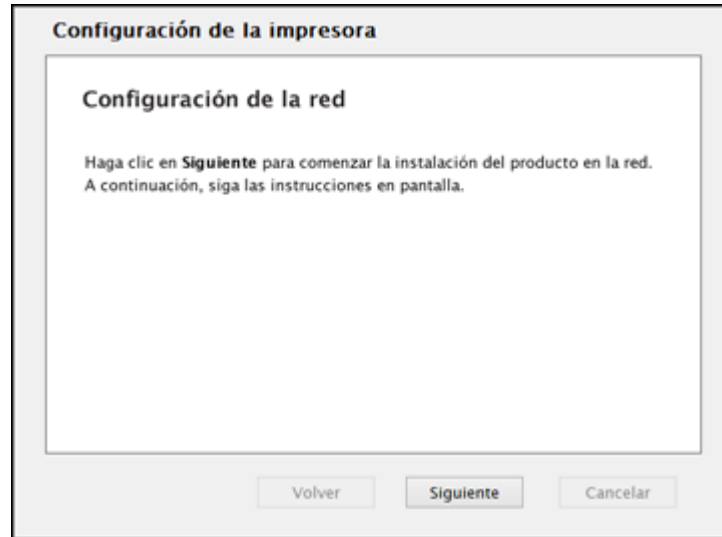 Configuración de la impresora
Configuración de la red
Haga clic en Siguiente para comenzar la instalación del producto en la red.
A continuación, siga las instrucciones en pantalla.
Volver
Siguiente
Cancelar